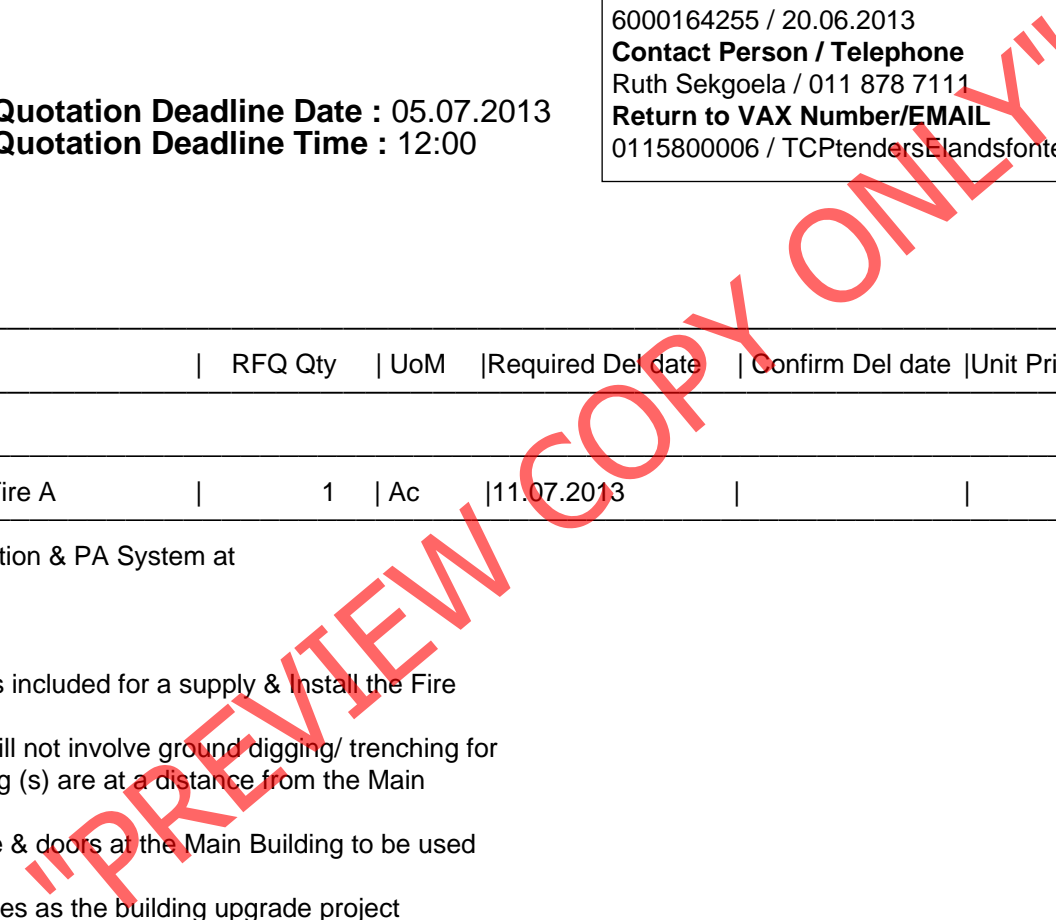 6000164255 / 20.06.2013
Contact Person / Telephone
Ruth Sekgoela / 011 878 7111
Return to VAX Number/EMAIL
0115800006 / TCPtendersElandsfonte
Quotation Deadline Date : 05.07.2013
Quotation Deadline Time : 12:00
| RFQ Qty | UoM |Required Del date | Confirm Del date |Unit Pri
ire A | 1 | Ac |11.07.2013 | |
tion & PA System at
s included for a supply & Install the Fire
ill not involve ground digging/ trenching for
g (s) are at a distance from the Main
e & doors at the Main Building to be used
es as the building upgrade project
"PREVIEW COPY ONLY"